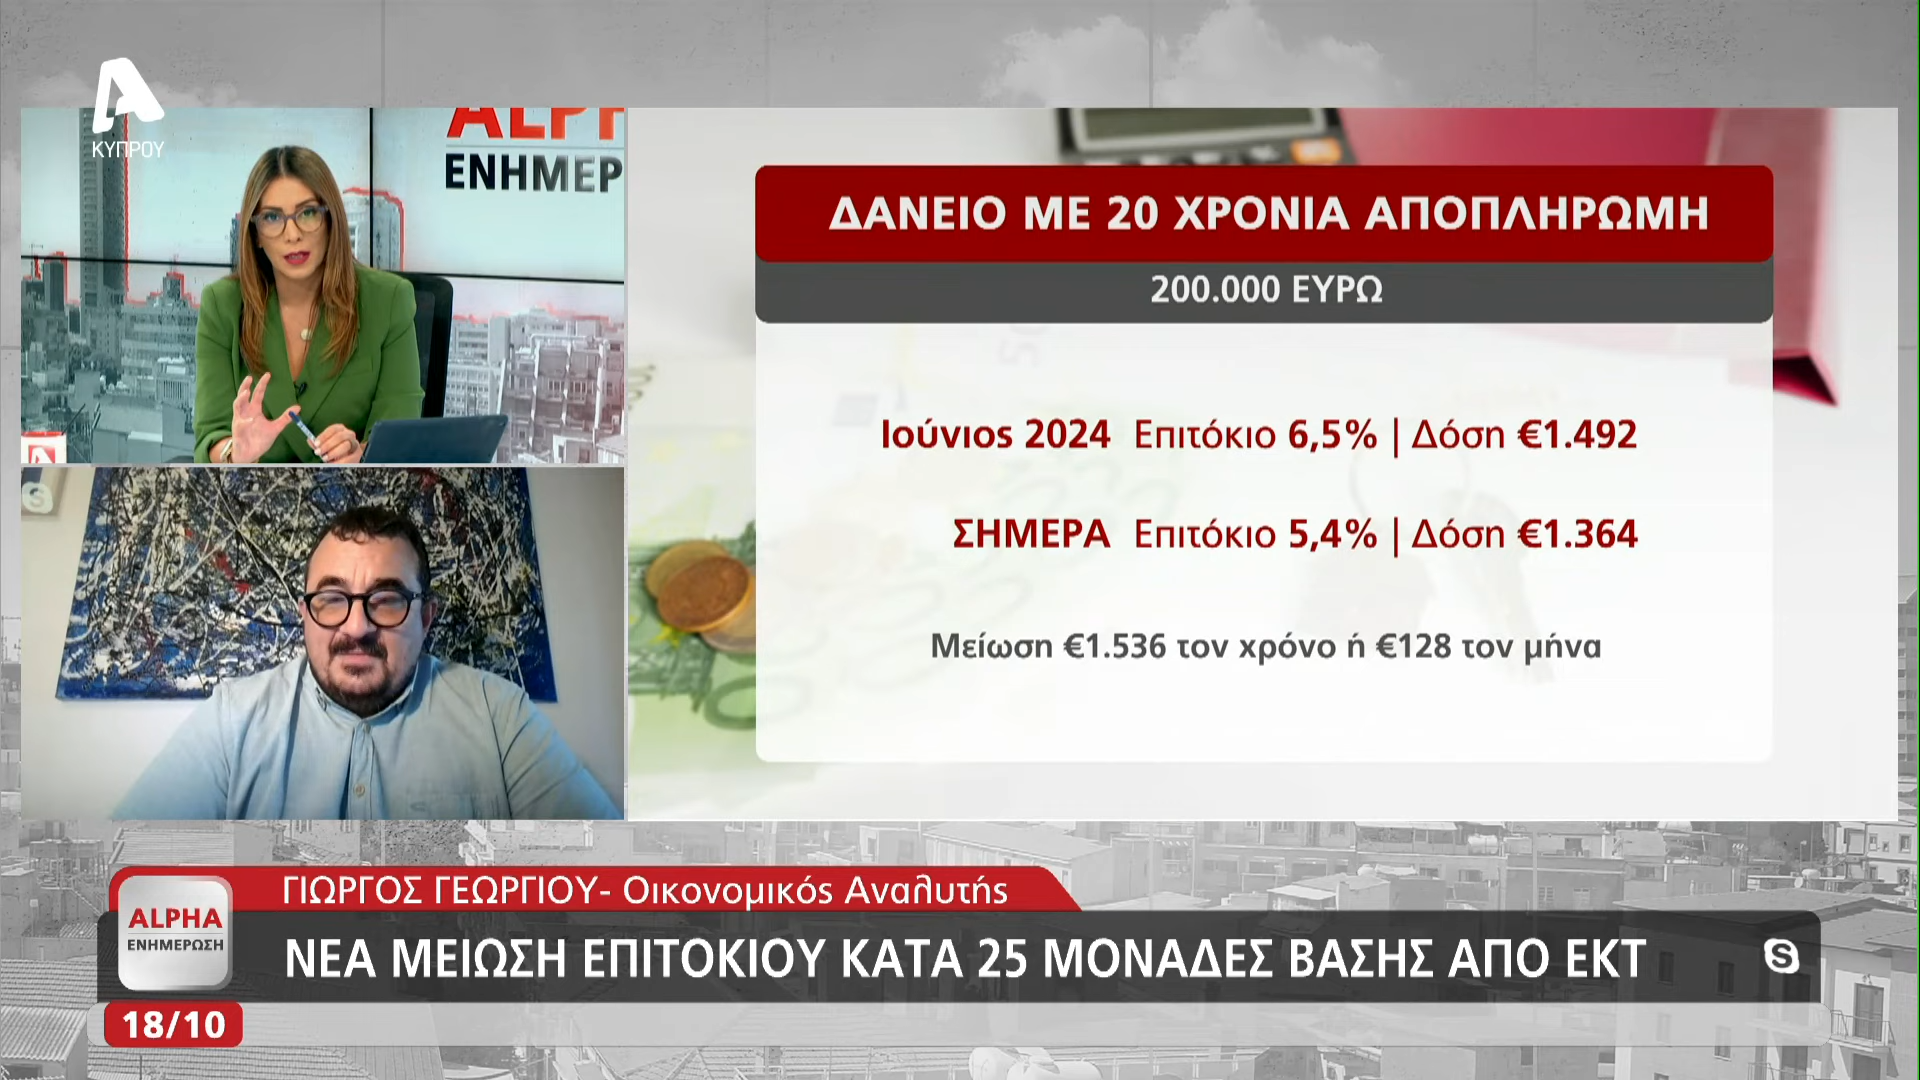 ΚΥΠΡΟΥ
ALPH
ΕΝΗΜΕΡ
ΔΑΝΕΙΟ ΜΕ 20 ΧΡΟΝΙΑ ΑΠΟΠΛΗΡΩΜΗ
200.000 ΕΥΡΩ
Ιούνιος 2024 Επιτόκιο 6,5% | Δόση €1.492
ΣΗΜΕΡΑ Επιτόκιο 5,4% | Δόση €1.364
Μείωση €1.536 τον χρόνο ή €128 τον μήνα
ΓΙΩΡΓΟΣ ΓΕΩΡΓΙΟΥ- Οικονομικός Αναλυτής
ALPHA
ΕΝΗΜΕΡΩΣΗ
ΝΕΑ ΜΕΙΩΣΗ ΕΠΙΤΟΚΙΟΥ ΚΑΤΑ 25 ΜΟΝΑΔΕΣ ΒΑΣΗΣ ΑΠΟ ΕΚΤ
18/10